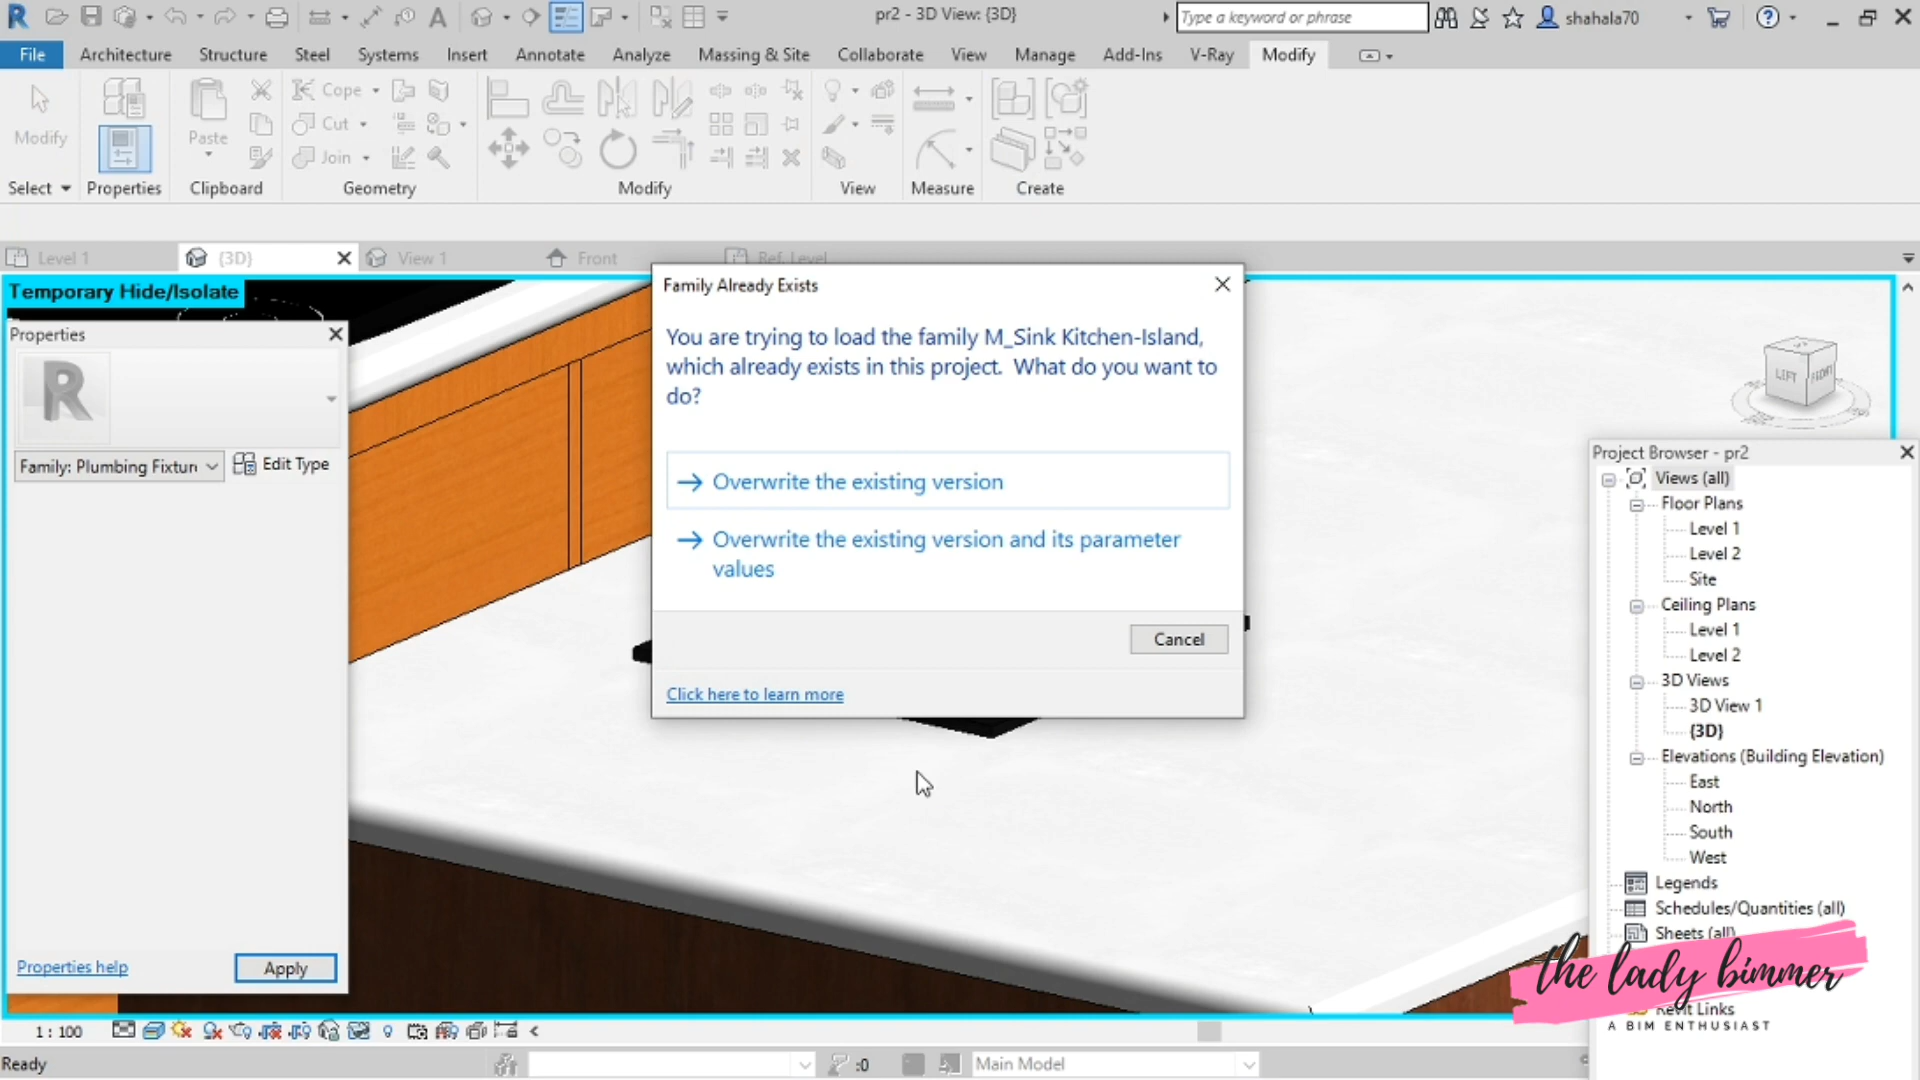 pr2 - 3D View: {3D}
Type a keyword or phrase
shahala70
File Architecture Structure Steel Systems Insert Annotate Analyze Massing & Site Collaborate View Manage Add-Ins V-Ray Modify
Modify
Paste
Cope
Cut
Join
Select Properties Clipboard Geometry Modify View Measure Create
Level 1
{3D}
View 1
Front
Ref. Level
Temporary Hide/Isolate
Properties
Family: Plumbing Fixtur
Edit Type
Properties help
Apply
Family Already Exists
You are trying to load the family M_Sink Kitchen-Island,
which already exists in this project. What do you want to
do?
Overwrite the existing version
Overwrite the existing version and its parameter
values
Cancel
Click here to learn more
LEFT
FRONT
Project Browser - pr2
Views (all)
Floor Plans
Level 1
Level 2
Site
Ceiling Plans
Level 1
Level 2
3D Views
3D View 1
{3D}
Elevations (Building Elevation)
East
North
South
West
Legends
Schedules/Quantities (all)
Sheets (all)
the lady bimmer
Revit Links
A BIM ENTHUSIAST
1 : 100
Ready
:0
Main Model